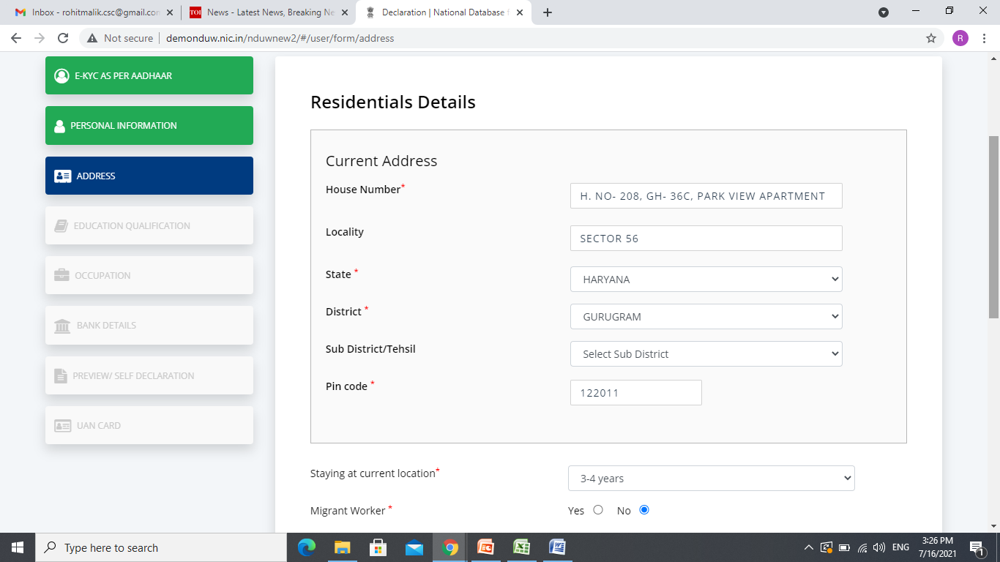 Inbox - rohitmalik.csc@gmail.con
TOI News - Latest News, Breaking Ne
Declaration | National Database f
Not secure demonduw.nic.in/nduwnew2/#/user/form/address
R
E-KYC AS PER AADHAAR
PERSONAL INFORMATION
ADDRESS
EDUCATION QUALIFICATION
OCCUPATION
BANK DETAILS
PREVIEW/ SELF DECLARATION
UAN CARD
Residentials Details
Current Address
House Number* H. NO- 208, GH- 36C, PARK VIEW APARTMENT
Locality SECTOR 56
State * HARYANA
District * GURUGRAM
Sub District/Tehsil Select Sub District
Pin code * 122011
Staying at current location* 3-4 years
Migrant Worker * Yes No
Type here to search
ENG
3:26 PM
7/16/2021
1